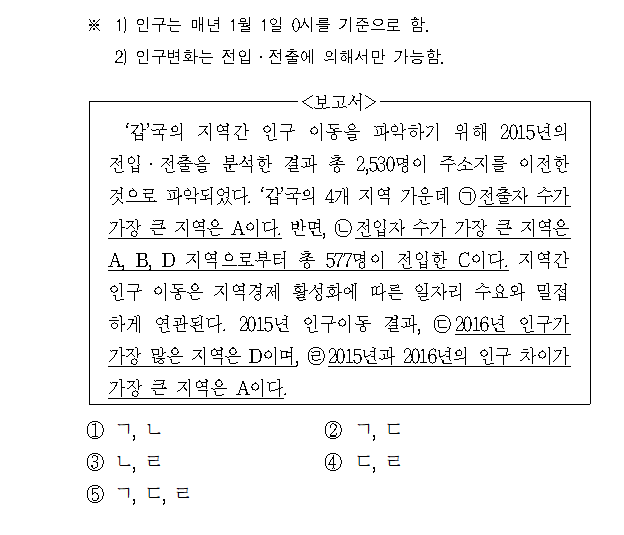 ※ 1) 인구는 매년 1월 1일 0시를 기준으로 함.
2) 인구변화는 전입·전출에 의해서만 가능함.
<보고서>
‘갑’국의 지역간 인구 이동을 파악하기 위해 2015년의
전입·전출을 분석한 결과 총 2,530명이 주소지를 이전한
것으로 파악되었다. ‘갑’국의 4개 지역 가운데 ㉠전출자 수가
가장 큰 지역은 A이다. 반면, ㉡전입자 수가 가장 큰 지역은
A, B, D 지역으로부터 총 577명이 전입한 C이다. 지역간
인구 이동은 지역경제 활성화에 따른 일자리 수요와 밀접
하게 연관된다. 2015년 인구이동 결과, ㉢2016년 인구가
가장 많은 지역은 D이며, ㉣2015년과 2016년의 인구 차이가
가장 큰 지역은 A이다.
① ㄱ, ㄴ ② ㄱ, ㄷ
③ ㄴ, ㄹ ④ ㄷ, ㄹ
⑤ ㄱ, ㄷ, ㄹ